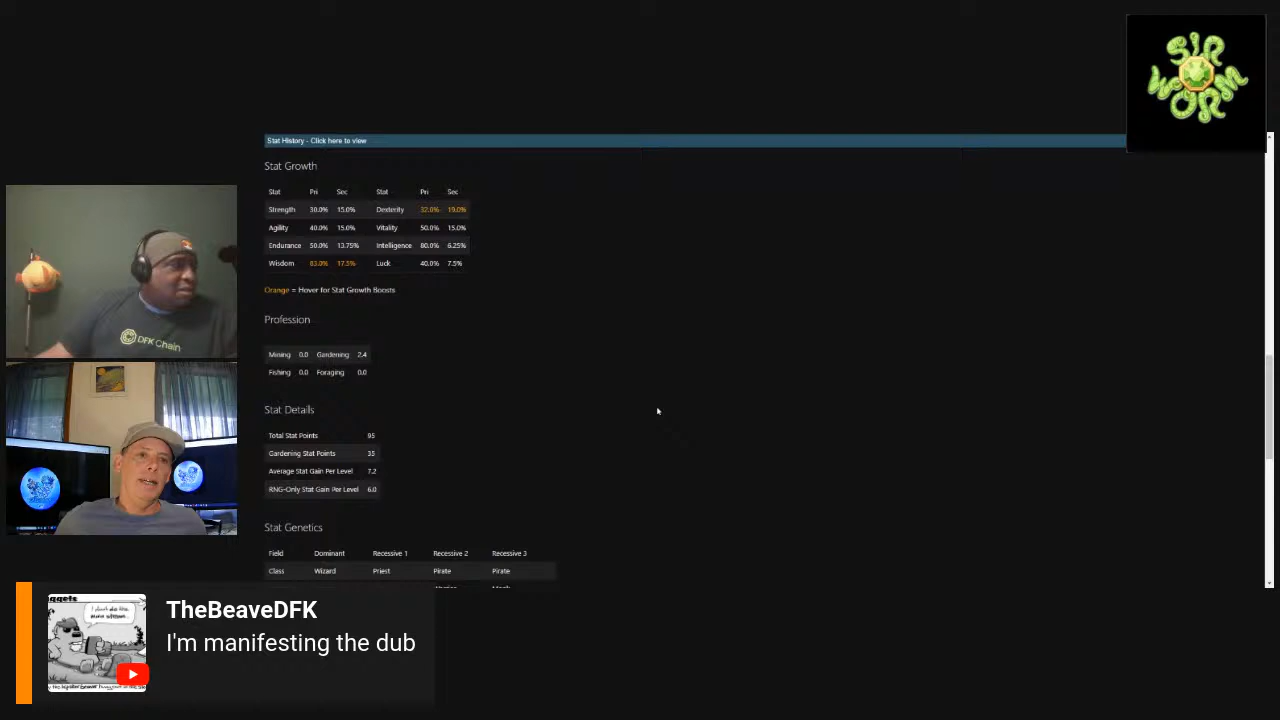 SIR
WORM
Stat History - Click here to view
Stat Growth
Stat Pri Sec Stat Pri Sec
Strength 30.0% 15.0% Dexterity 32.0% 19.0%
Agility 40.0% 15.0% Vitality 50.0% 15.0%
Endurance 50.0% 13.75% Intelligence 80.0% 6.25%
Wisdom 83.0% 17.5% Luck 40.0% 7.5%
Orange = Hover for Stat Growth Boosts
Profession
Mining 0.0 Gardening 2.4
Fishing 0.0 Foraging 0.0
DFK Chain
Stat Details
Total Stat Points 95
Gardening Stat Points 35
Average Stat Gain Per Level 7.2
RNG-Only Stat Gain Per Level 6.0
Stat Genetics
Field Dominant Recessive 1 Recessive 2 Recessive 3
Class Wizard Priest Pirate Pirate
TheBeaveDFK
I'm manifesting the dub